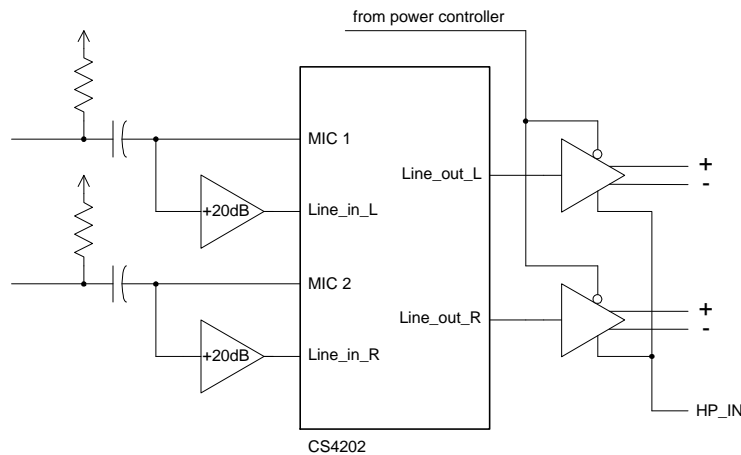 from power controller
MIC 1
Line_out_L
+
-
+20dB
Line_in_L
MIC 2
Line_out_R
+
-
+20dB
Line_in_R
HP_IN
CS4202